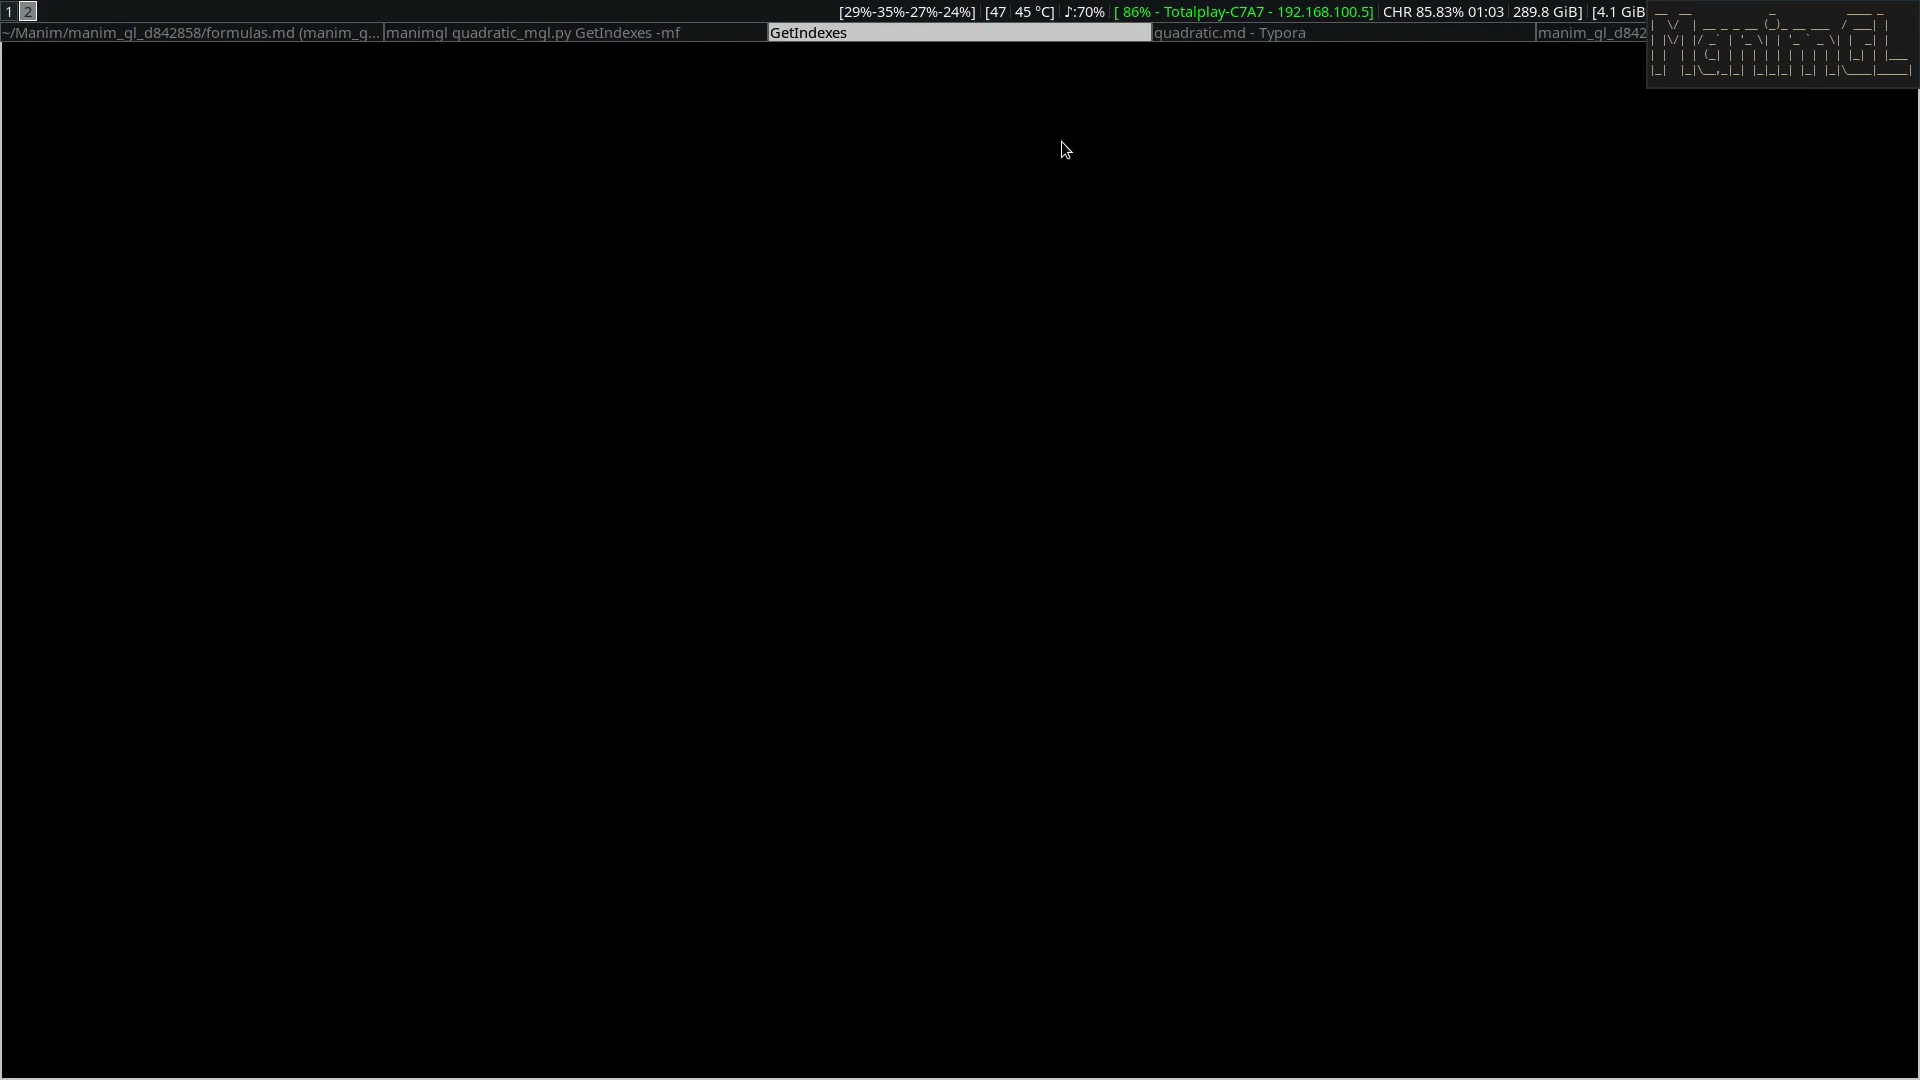 1 2 [29%-35%-27%-24%] [47 45 °C] ♪:70% [ 86% - Totalplay-C7A7 - 192.168.100.5] CHR 85.83% 01:03 289.8 GiB] [4.1 GiB
~/Manim/manim_gl_d842858/formulas.md (manim_g... manimgl quadratic_mgl.py GetIndexes -mf GetIndexes quadratic.md - Typora manim_gl_d842
ManimGL